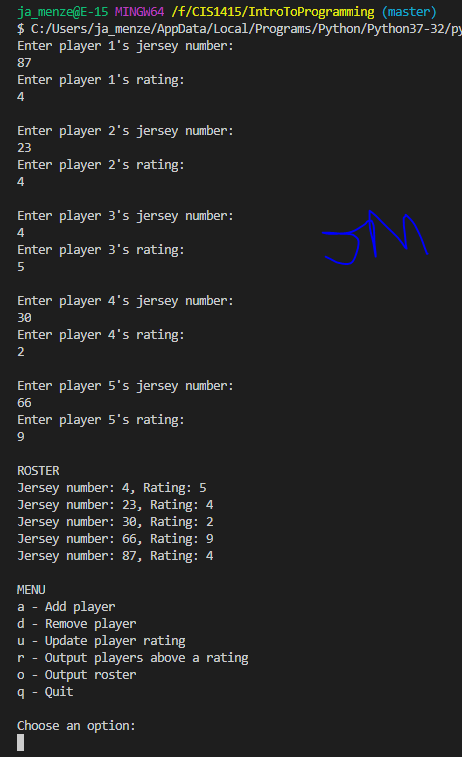 ja_menze@E-15 MINGW64 /f/CIS1415/IntroToProgramming (master)
$ C:/Users/ja_menze/AppData/Local/Programs/Python/Python37-32/py
Enter player 1's jersey number:
87
Enter player 1's rating:
4
Enter player 2's jersey number:
23
Enter player 2's rating:
4
Enter player 3's jersey number:
4
Enter player 3's rating:
5
JM
Enter player 4's jersey number:
30
Enter player 4's rating:
2
Enter player 5's jersey number:
66
Enter player 5's rating:
9
ROSTER
Jersey number: 4, Rating: 5
Jersey number: 23, Rating: 4
Jersey number: 30, Rating: 2
Jersey number: 66, Rating: 9
Jersey number: 87, Rating: 4
MENU
a - Add player
d - Remove player
u - Update player rating
r - Output players above a rating
o - Output roster
q - Quit
Choose an option: